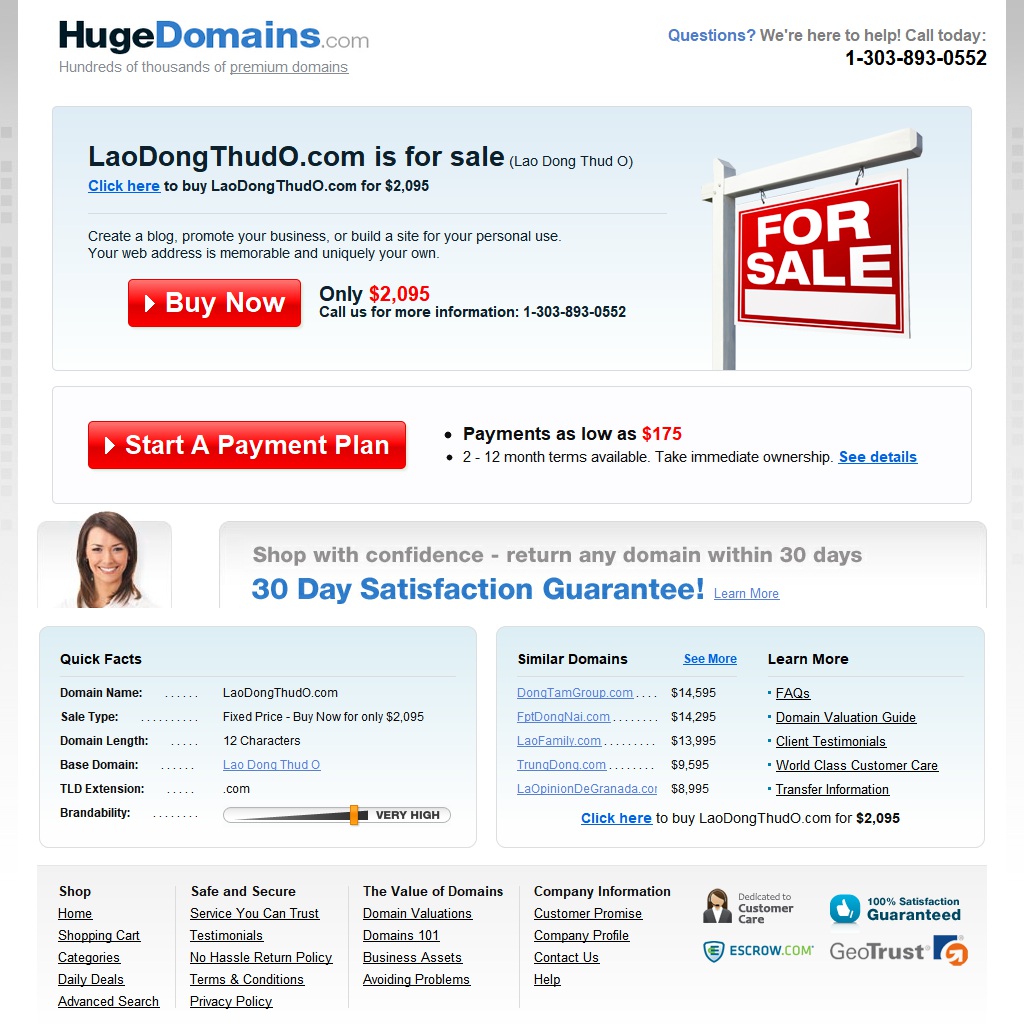 HugeDomains.com
Hundreds of thousands of premium domains
Questions? We're here to help! Call today:
1-303-893-0552
LaoDongThudO.com is for sale (Lao Dong Thud O)
Click here to buy LaoDongThudO.com for $2,095
Create a blog, promote your business, or build a site for your personal use.
Your web address is memorable and uniquely your own.
Buy Now
Only $2,095
Call us for more information: 1-303-893-0552
FOR
SALE
Start A Payment Plan
• Payments as low as $175
• 2 - 12 month terms available. Take immediate ownership. See details
Shop with confidence - return any domain within 30 days
30 Day Satisfaction Guarantee! Learn More
Quick Facts
Domain Name: . . . . . . LaoDongThudO.com
Sale Type: . . . . . . . . . . Fixed Price - Buy Now for only $2,095
Domain Length: . . . . . 12 Characters
Base Domain: . . . . . . Lao Dong Thud O
TLD Extension: . . . . . .com
Brandability: . . . . . . . . VERY HIGH
Similar Domains See More
DongTamGroup.com . . . . $14,595
FptDongNai.com . . . . . . . . $14,295
LaoFamily.com . . . . . . . . . $13,995
TrungDong.com . . . . . . . . $9,595
LaOpinionDeGranada.com $8,995
Learn More
FAQs
Domain Valuation Guide
Client Testimonials
World Class Customer Care
Transfer Information
Click here to buy LaoDongThudO.com for $2,095
Shop
Home
Shopping Cart
Categories
Daily Deals
Advanced Search
Safe and Secure
Service You Can Trust
Testimonials
No Hassle Return Policy
Terms & Conditions
Privacy Policy
The Value of Domains
Domain Valuations
Domains 101
Business Assets
Avoiding Problems
Company Information
Customer Promise
Company Profile
Contact Us
Help
Dedicated to
Customer
Care
100% Satisfaction
Guaranteed
ESCROW.COM
GeoTrust